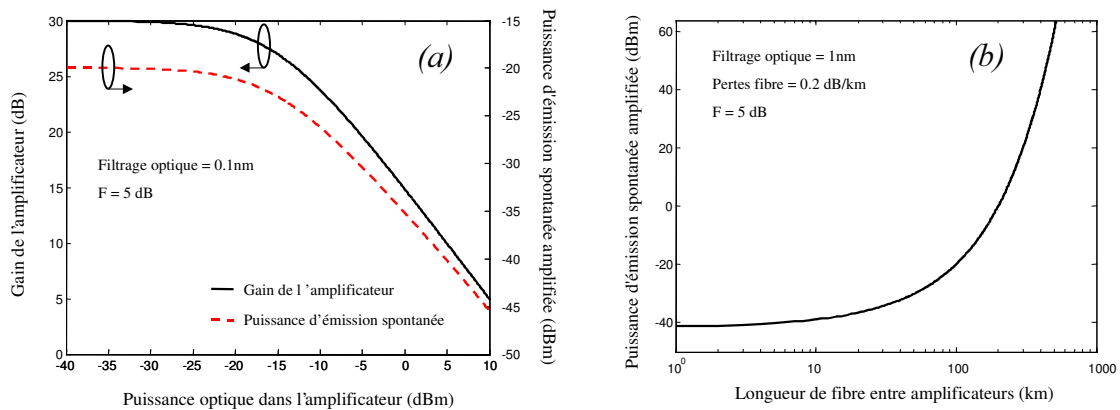 (a)
Gain de l'amplificateur (dB)
30
25
20
15
10
5
0
-15
-20
-25
-30
-35
-40
-45
-50
Puissance d'émission spontanée amplifiée (dBm)
Filtrage optique = 0.1nm
F = 5 dB
Gain de l 'amplificateur
Puissance d'émission spontanée
-40 -35 -30 -25 -20 -15 -10 -5 0 5 10
Puissance optique dans l'amplificateur (dBm)
(b)
Puissance d'émission spontanée amplifiée (dBm)
60
40
20
0
-20
-40
Filtrage optique = 1nm
Pertes fibre = 0.2 dB/km
F = 5 dB
10⁰ 10 100 1000
Longueur de fibre entre amplificateurs (km)